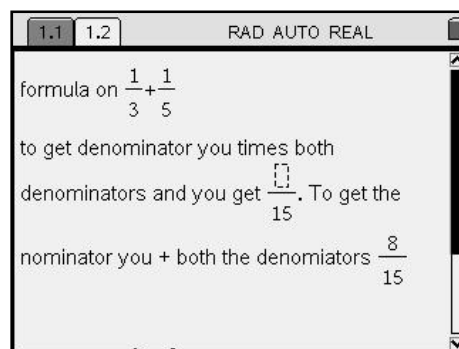 1.1 1.2 RAD AUTO REAL
formula on 1/3+1/5
to get denominator you times both
denominators and you get ▯/15. To get the
nominator you + both the denomiators 8/15